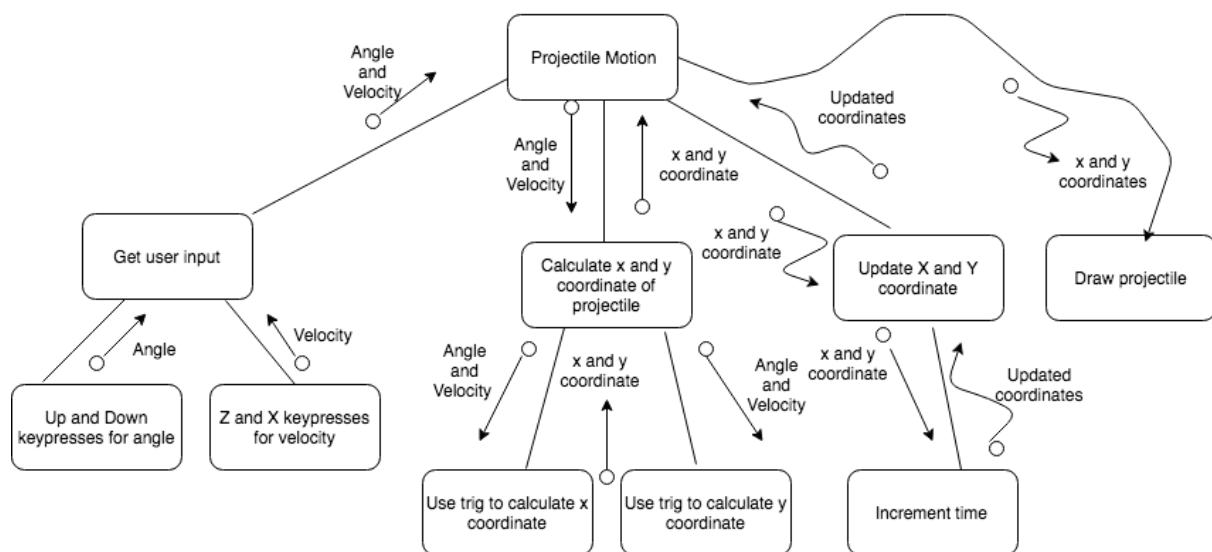 Projectile Motion
Angle
and
Velocity
Updated
coordinates
Angle
and
Velocity
x and y
coordinate
x and y
coordinates
x and y
coordinate
Get user input
Calculate x and y
coordinate of
projectile
Update X and Y
coordinate
Draw projectile
Angle
Velocity
Angle
and
Velocity
x and y
coordinate
Angle
and
Velocity
x and y
coordinate
Updated
coordinates
Up and Down
keypresses for angle
Z and X keypresses
for velocity
Use trig to calculate x
coordinate
Use trig to calculate y
coordinate
Increment time